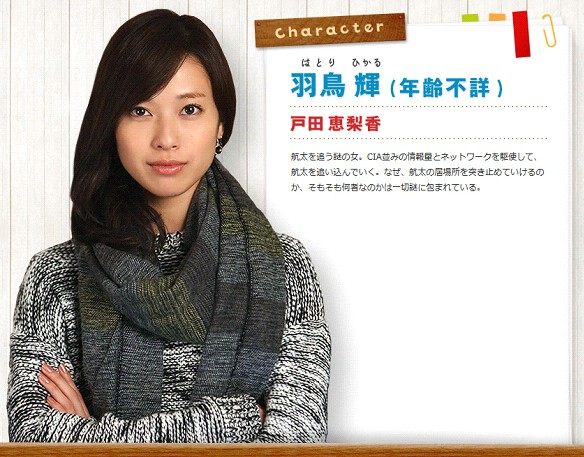 Character
はとり ひかる
羽鳥 輝 (年齢不詳)
戸田 恵梨香
航太を追う謎の女。CIA並みの情報量とネットワークを駆使して、
航太を追い込んでいく。なぜ、航太の居場所を突き止めていけるの
か、そもそも何者なのかは一切謎に包まれている。